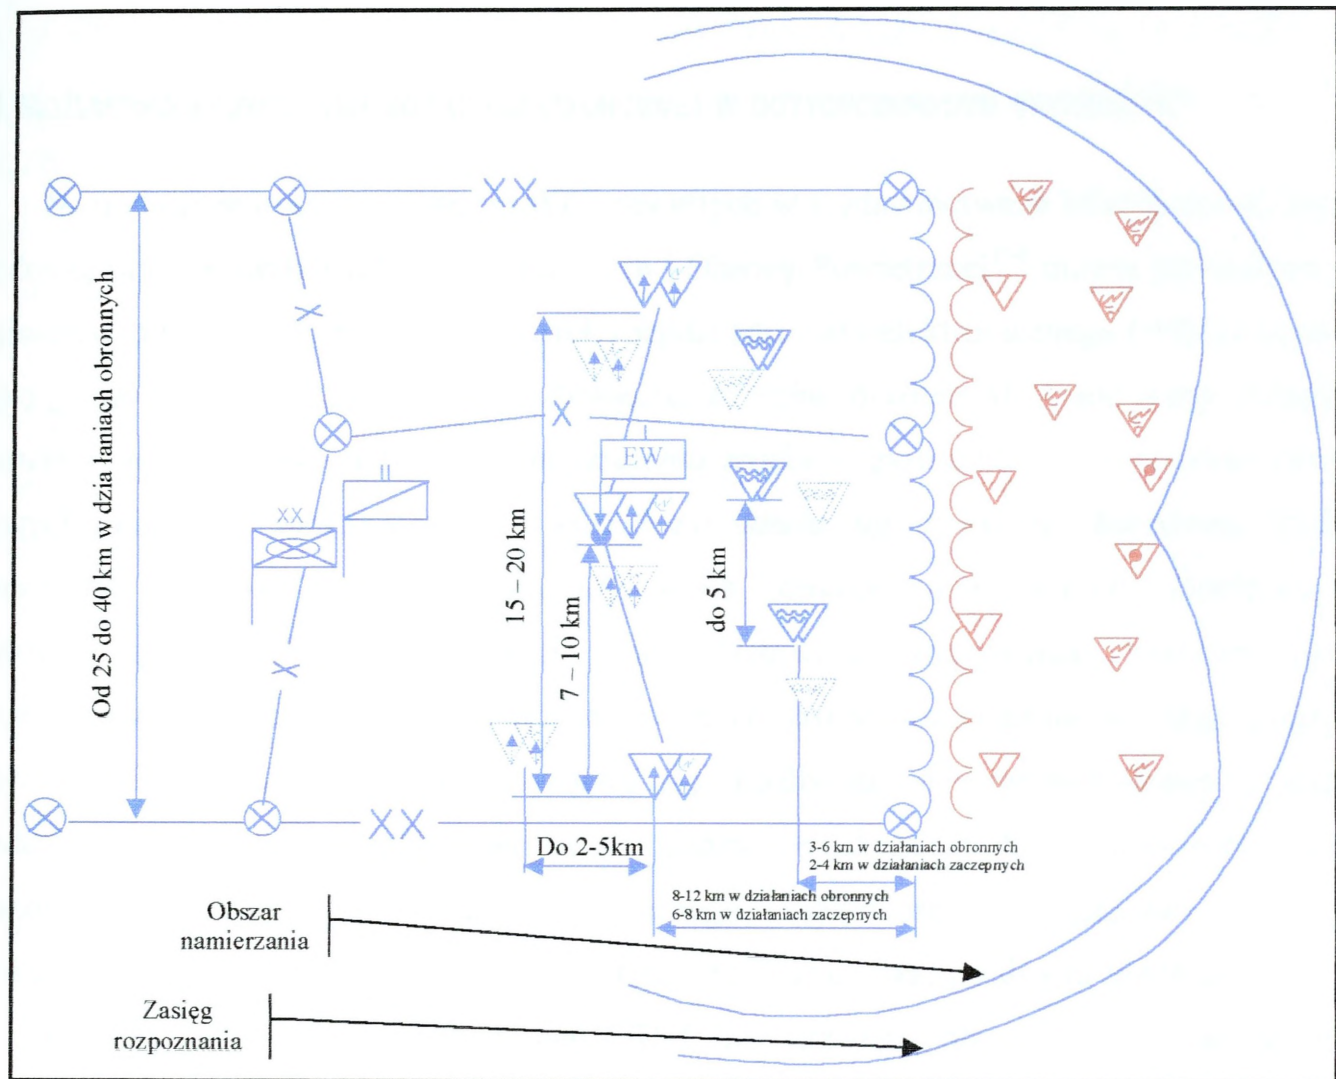 XX
Od 25 do 40 km w dzia łaniach obronnych
X
X
EW
II
XX
15 – 20 km
7 – 10 km
do 5 km
X
XX
Do 2-5km
3-6 km w działaniach obronnych
2-4 km w działaniach zaczepnych
8-12 km w działaniach obronnych
6-8 km w działaniach zaczepnych
Obszar
namierzania
Zasięg
rozpoznania